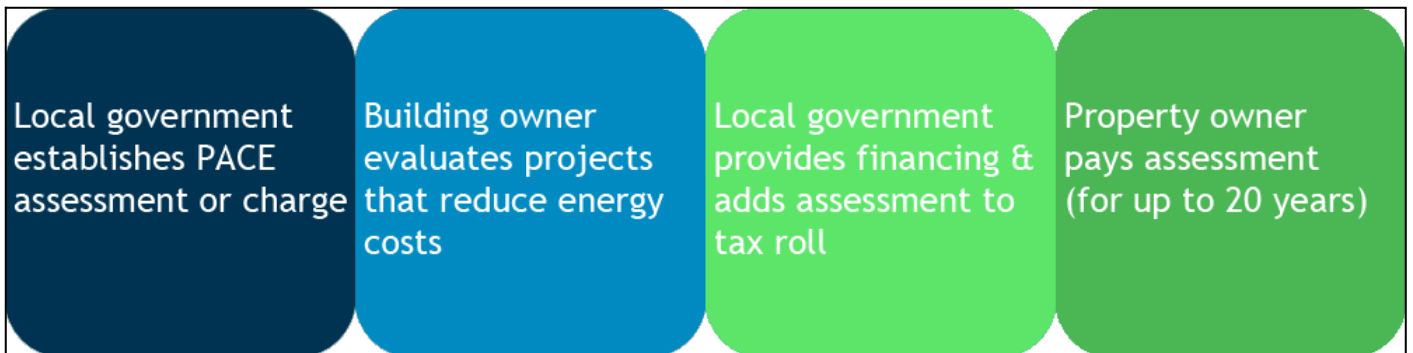 Local government
establishes PACE
assessment or charge
Building owner
evaluates projects
that reduce energy
costs
Local government
provides financing &
adds assessment to
tax roll
Property owner
pays assessment
(for up to 20 years)